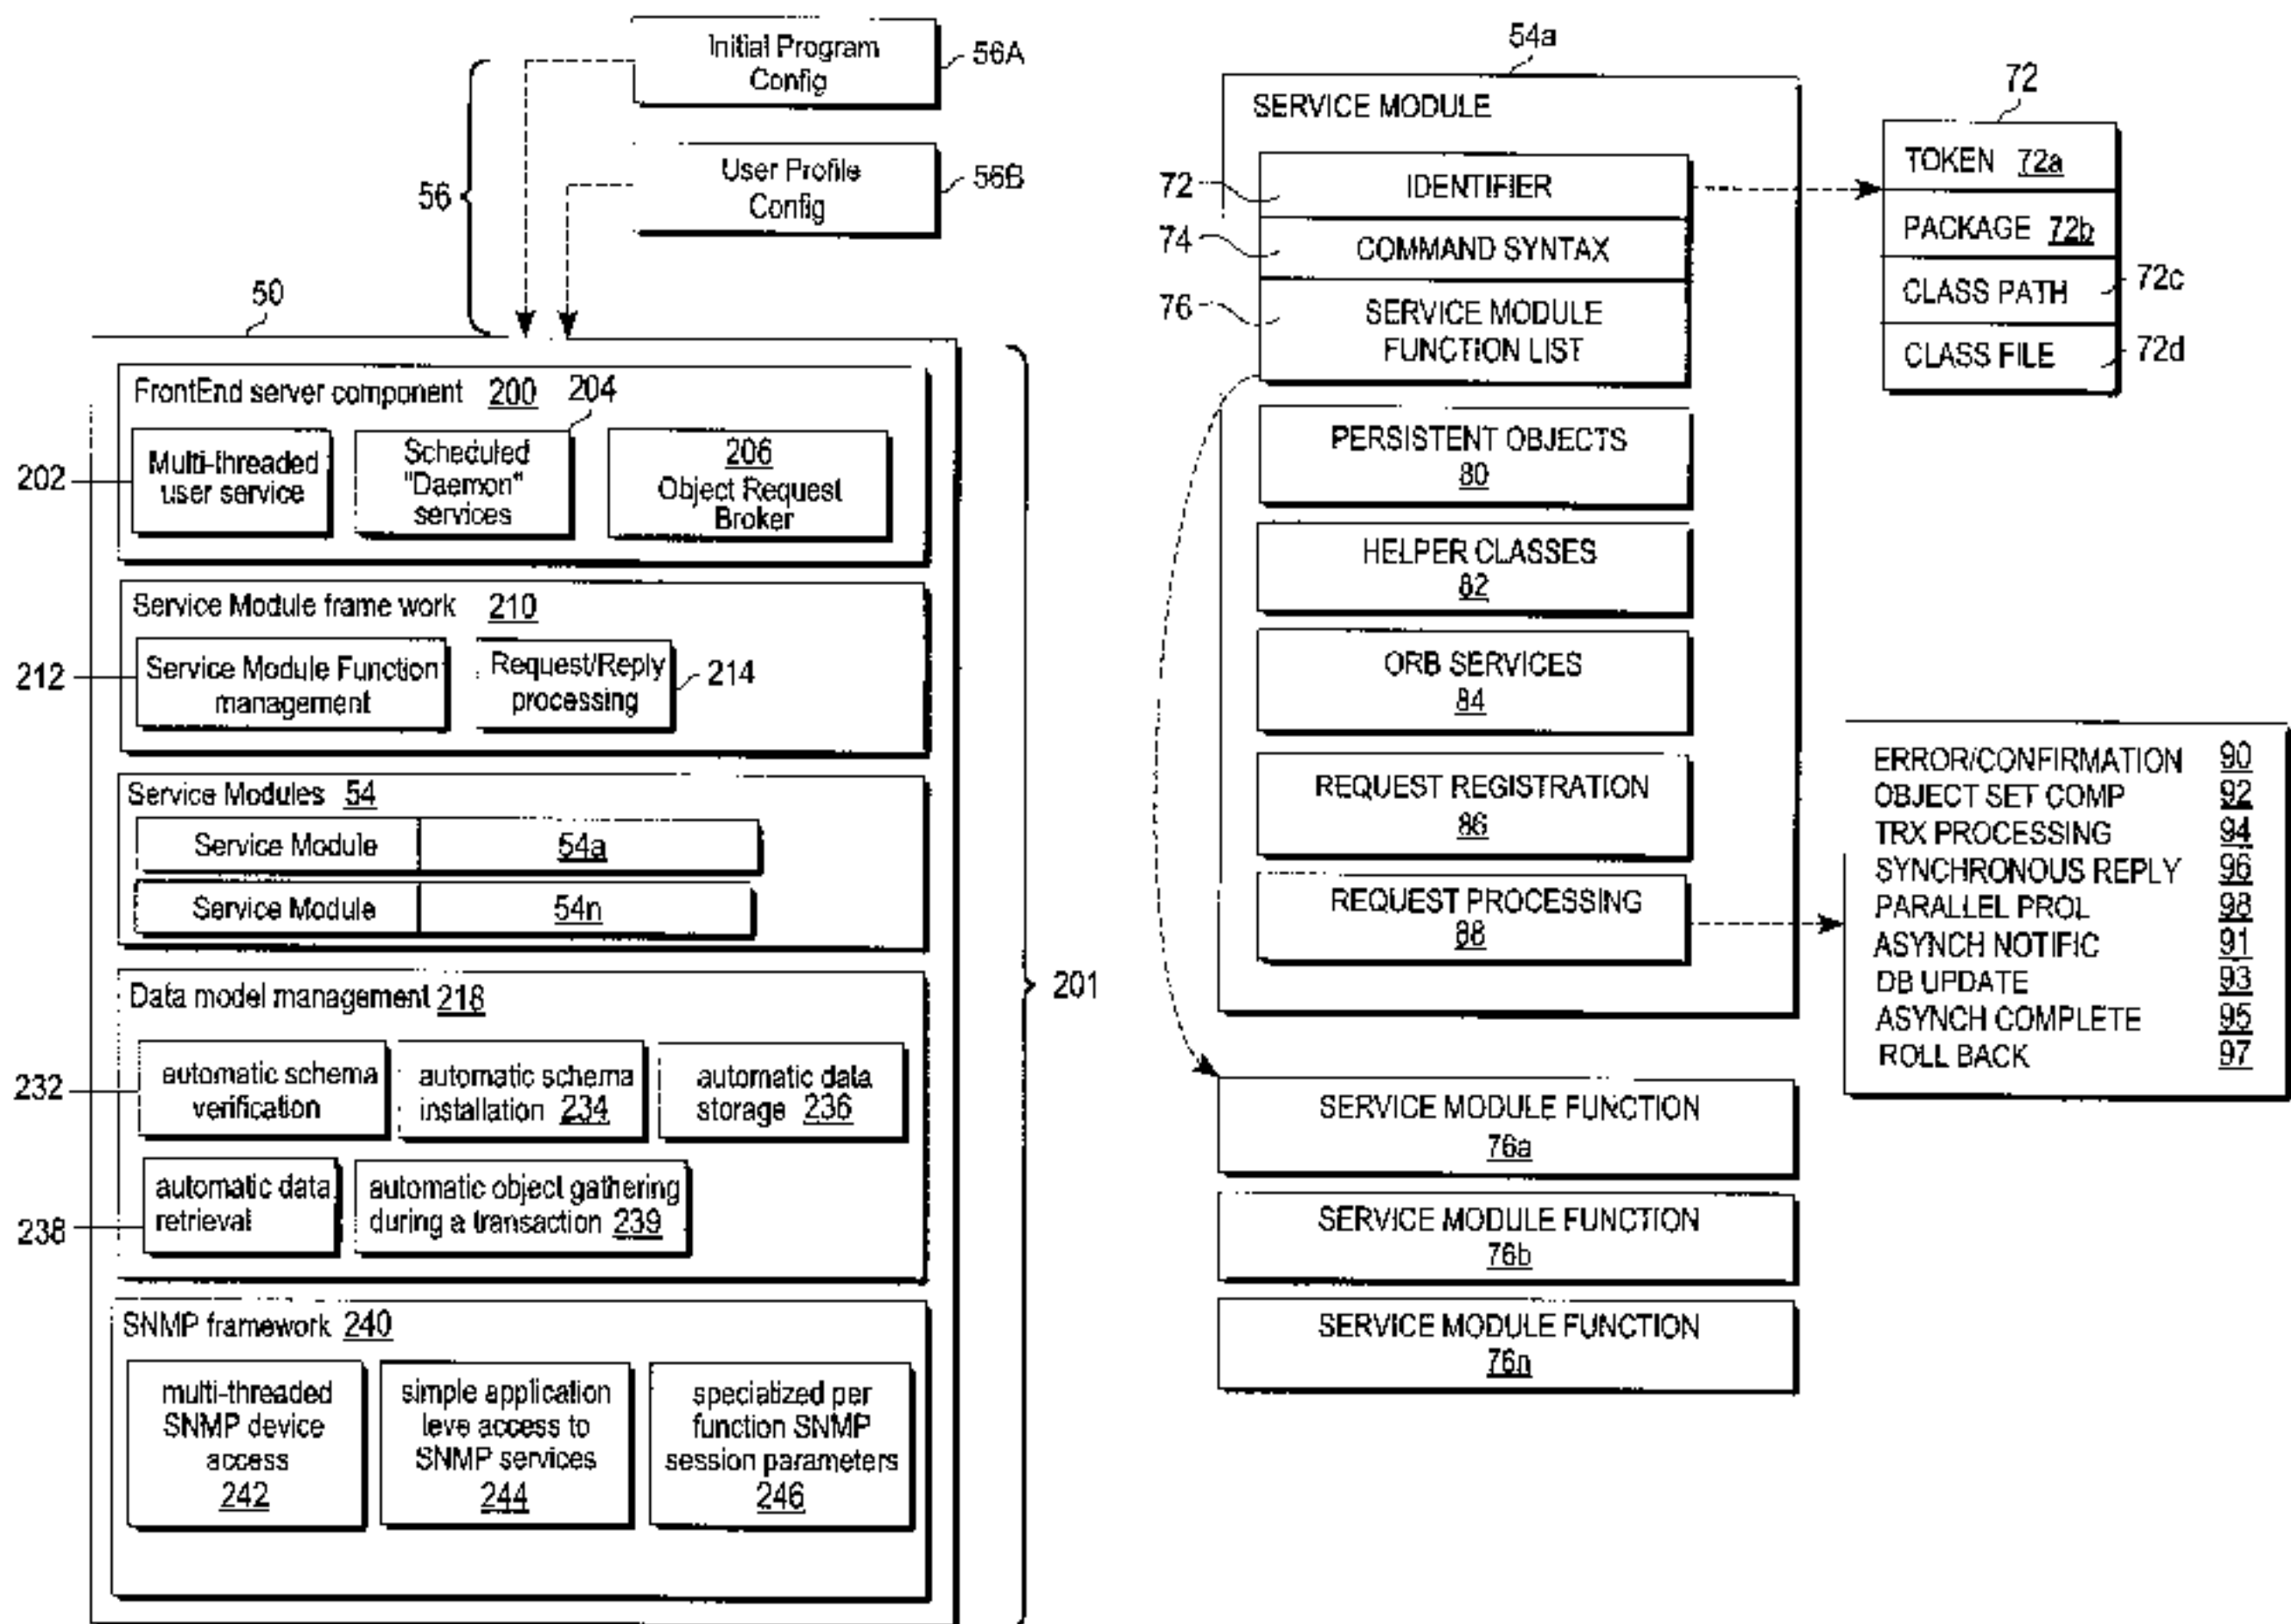 Initial Program
Config
56A
User Profile
Config
56B
56
50
FrontEnd server component 200
204
Multi-threaded
user service
202
Scheduled
"Daemon"
services
206
Object Request
Broker
Service Module frame work 210
Service Module Function
management
212
Request/Reply
processing
214
Service Modules 54
Service Module 54a
Service Module 54n
Data model management 218
automatic schema
verification
232
automatic schema
installation 234
automatic data
storage 236
automatic data
retrieval
238
automatic object gathering
during a transaction 239
SNMP framework 240
multi-threaded
SNMP device
access
242
simple application
leve access to
SNMP services
244
specialized per
function SNMP
session parameters
246
201
54a
SERVICE MODULE
72
IDENTIFIER
74
COMMAND SYNTAX
76
SERVICE MODULE
FUNCTION LIST
PERSISTENT OBJECTS
80
HELPER CLASSES
82
ORB SERVICES
84
REQUEST REGISTRATION
86
REQUEST PROCESSING
88
SERVICE MODULE FUNCTION
76a
SERVICE MODULE FUNCTION
76b
SERVICE MODULE FUNCTION
76n
72
TOKEN 72a
PACKAGE 72b
CLASS PATH
72c
CLASS FILE
72d
ERROR/CONFIRMATION 90
OBJECT SET COMP 92
TRX PROCESSING 94
SYNCHRONOUS REPLY 96
PARALLEL PROL 98
ASYNCH NOTIFIC 91
DB UPDATE 93
ASYNCH COMPLETE 95
ROLL BACK 97